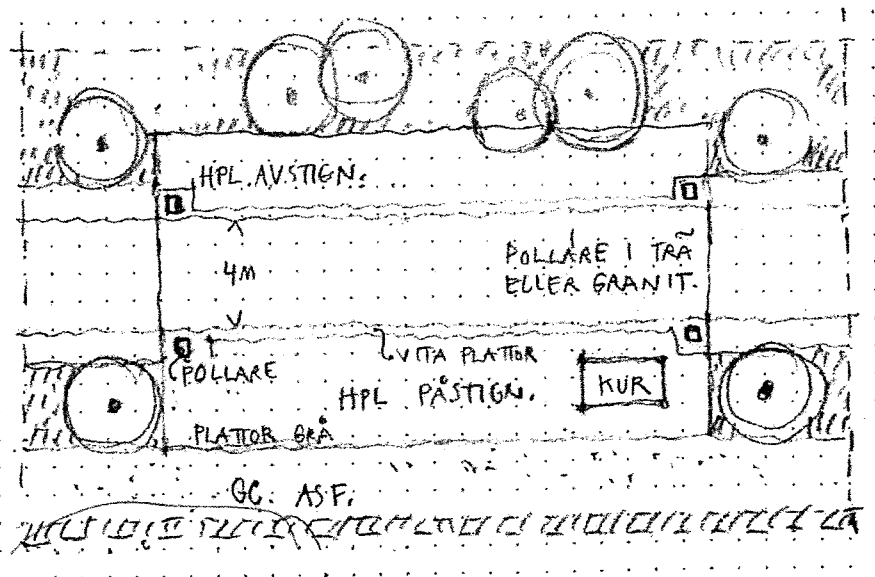 HPL. AVSTIGN.
4M
POLLARE I TRÄ
ELLER GRANIT.
VITA PLATTOR
POLLARE
HPL PÅSTIGN.
KUR
PLATTOR GRÅ
GC. ASF.